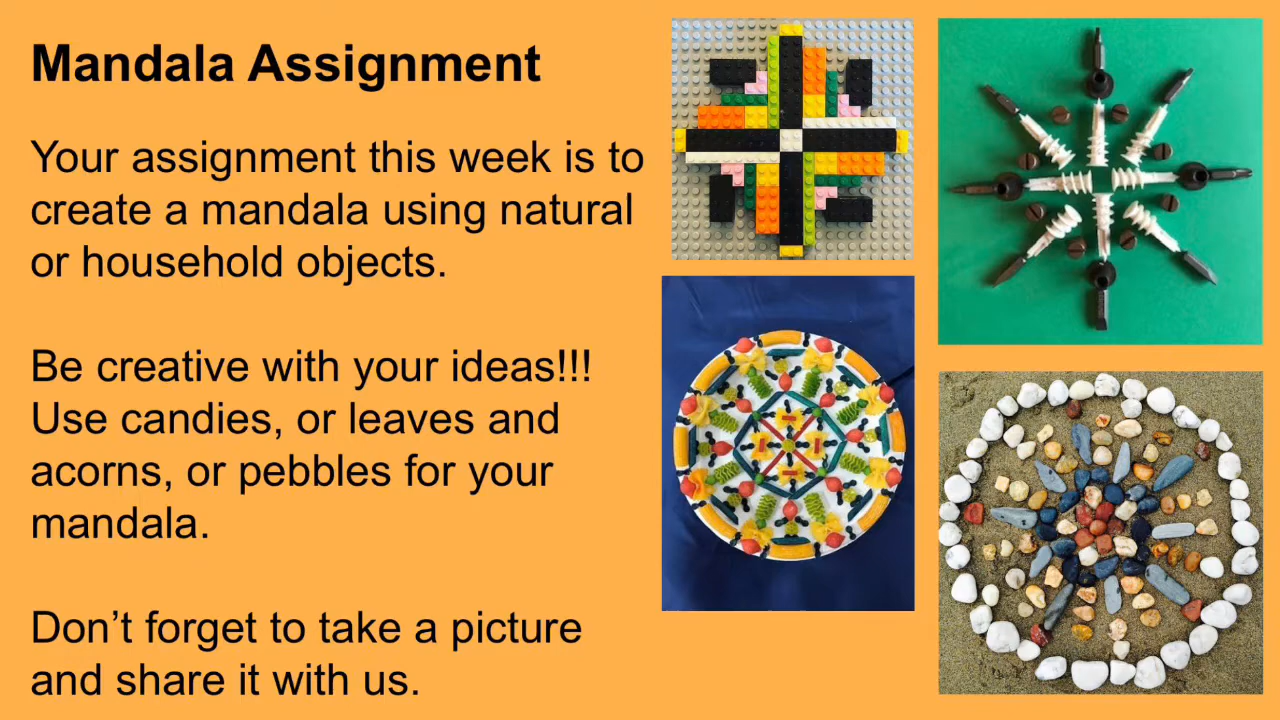 Mandala Assignment
Your assignment this week is to
create a mandala using natural
or household objects.
Be creative with your ideas!!!
Use candies, or leaves and
acorns, or pebbles for your
mandala.
Don’t forget to take a picture
and share it with us.